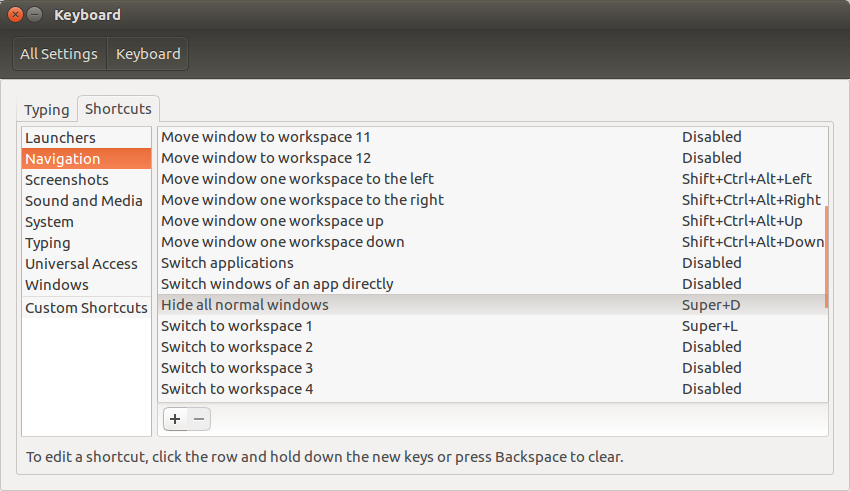 Keyboard
All Settings Keyboard
Typing Shortcuts
Launchers
Navigation
Screenshots
Sound and Media
System
Typing
Universal Access
Windows
Custom Shortcuts
Move window to workspace 11 Disabled
Move window to workspace 12 Disabled
Move window one workspace to the left Shift+Ctrl+Alt+Left
Move window one workspace to the right Shift+Ctrl+Alt+Right
Move window one workspace up Shift+Ctrl+Alt+Up
Move window one workspace down Shift+Ctrl+Alt+Down
Switch applications Disabled
Switch windows of an app directly Disabled
Hide all normal windows Super+D
Switch to workspace 1 Super+L
Switch to workspace 2 Disabled
Switch to workspace 3 Disabled
Switch to workspace 4 Disabled
To edit a shortcut, click the row and hold down the new keys or press Backspace to clear.